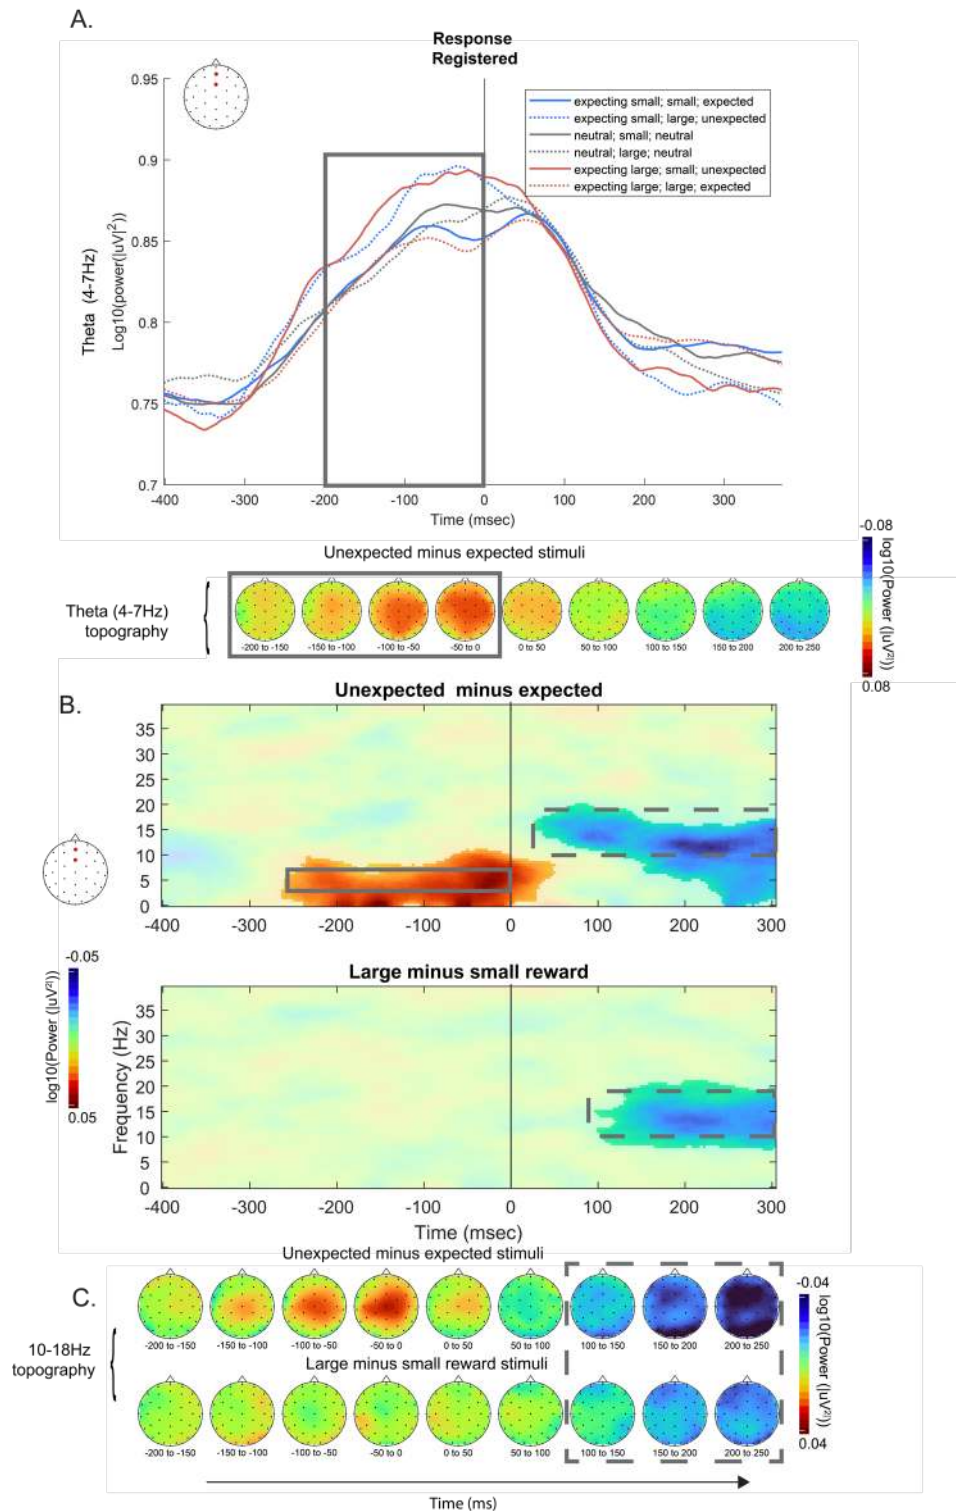 A.
Response
Registered
0.95
0.9
0.85
0.8
0.75
0.7
Theta (4-7Hz)
Log10(power(|uV|²))
expecting small; small; expected
expecting small; large; unexpected
neutral; small; neutral
neutral; large; neutral
expecting large; small; unexpected
expecting large; large; expected
-400 -300 -200 -100 0 100 200 300
Time (msec)
Unexpected minus expected stimuli
Theta (4-7Hz)
topography
-200 to -150 -150 to -100 -100 to -50 -50 to 0 0 to 50 50 to 100 100 to 150 150 to 200 200 to 250
-0.08
log10(Power (|uV²|))
0.08
B.
Unexpected minus expected
35
30
25
20
15
10
5
0
-400 -300 -200 -100 0 100 200 300
-0.05
log10(Power (|uV²|))
0.05
Large minus small reward
Frequency (Hz)
35
30
25
20
15
10
5
0
-400 -300 -200 -100 0 100 200 300
Time (msec)
Unexpected minus expected stimuli
C.
10-18Hz
topography
-200 to -150 -150 to -100 -100 to -50 -50 to 0 0 to 50 50 to 100 100 to 150 150 to 200 200 to 250
Large minus small reward stimuli
-200 to -150 -150 to -100 -100 to -50 -50 to 0 0 to 50 50 to 100 100 to 150 150 to 200 200 to 250
-0.04
log10(Power (|uV²|))
0.04
Time (ms)